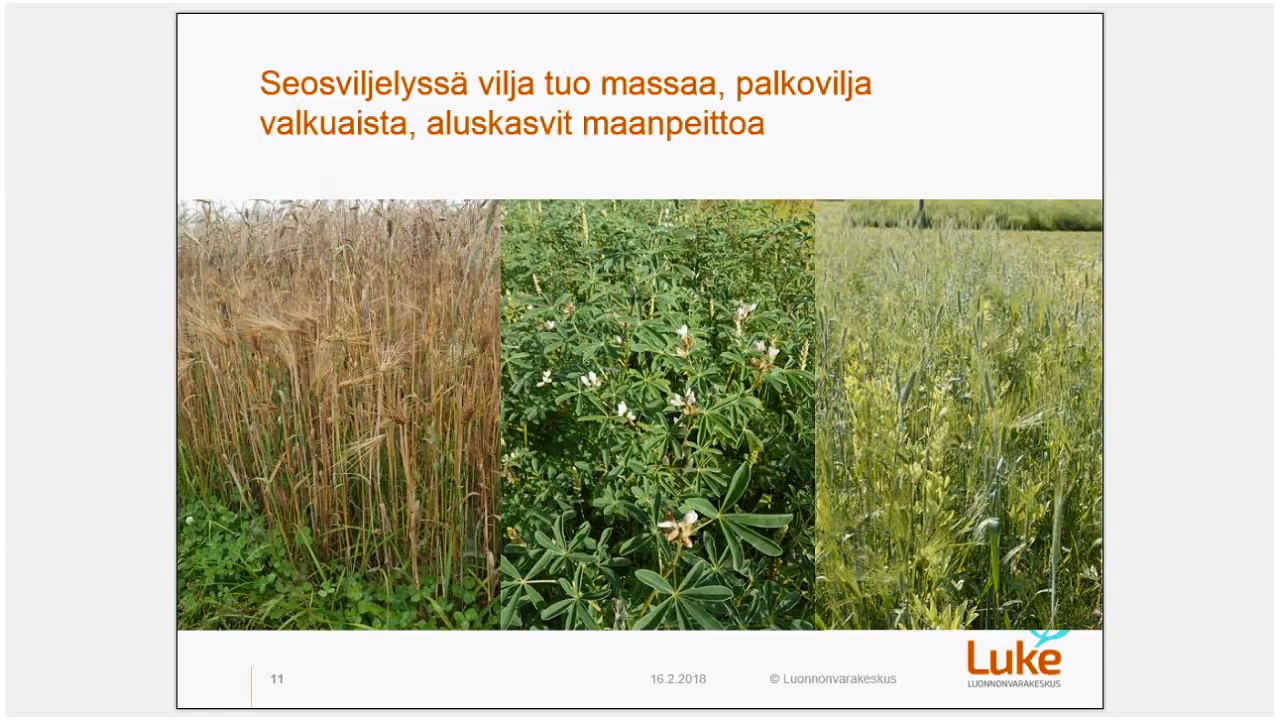 Seosviljelyssä vilja tuo massaa, palkovilja
valkuaista, aluskasvit maanpeittoa
11
16.2.2018
© Luonnonvarakeskus
Luke
LUONNONVARAKESKUS